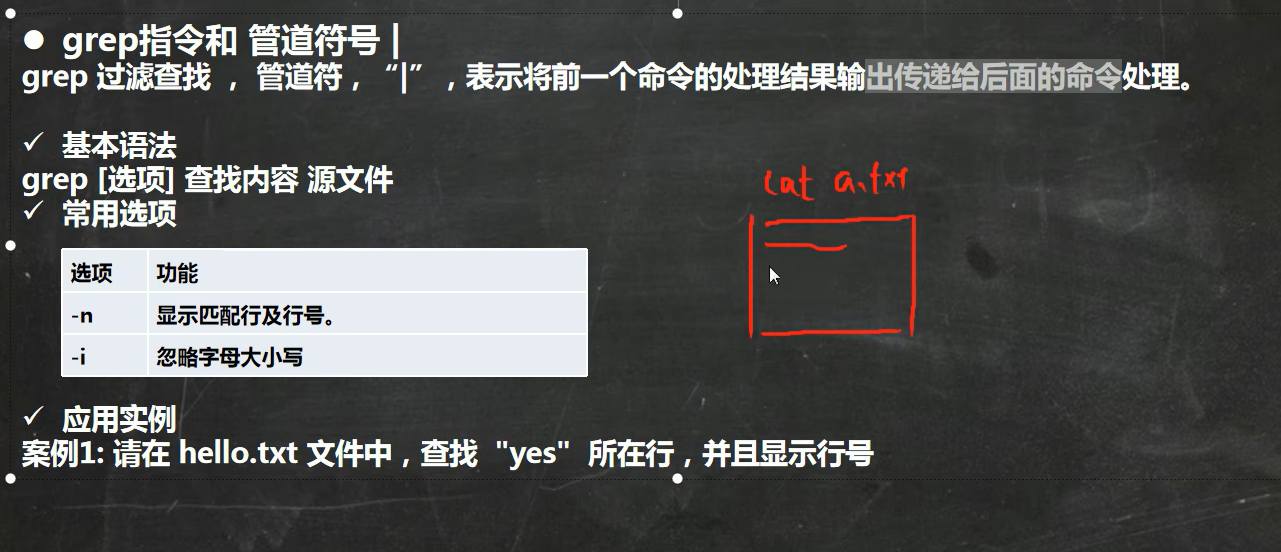 ● grep指令和 管道符号 |
grep 过滤查找 ， 管道符，“|”，表示将前一个命令的处理结果输出传递给后面的命令处理。
✓ 基本语法
grep [选项] 查找内容 源文件
✓ 常用选项
选项 功能
-n 显示匹配行及行号。
-i 忽略字母大小写
cat a.txt
✓ 应用实例
案例1: 请在 hello.txt 文件中，查找 "yes" 所在行，并且显示行号